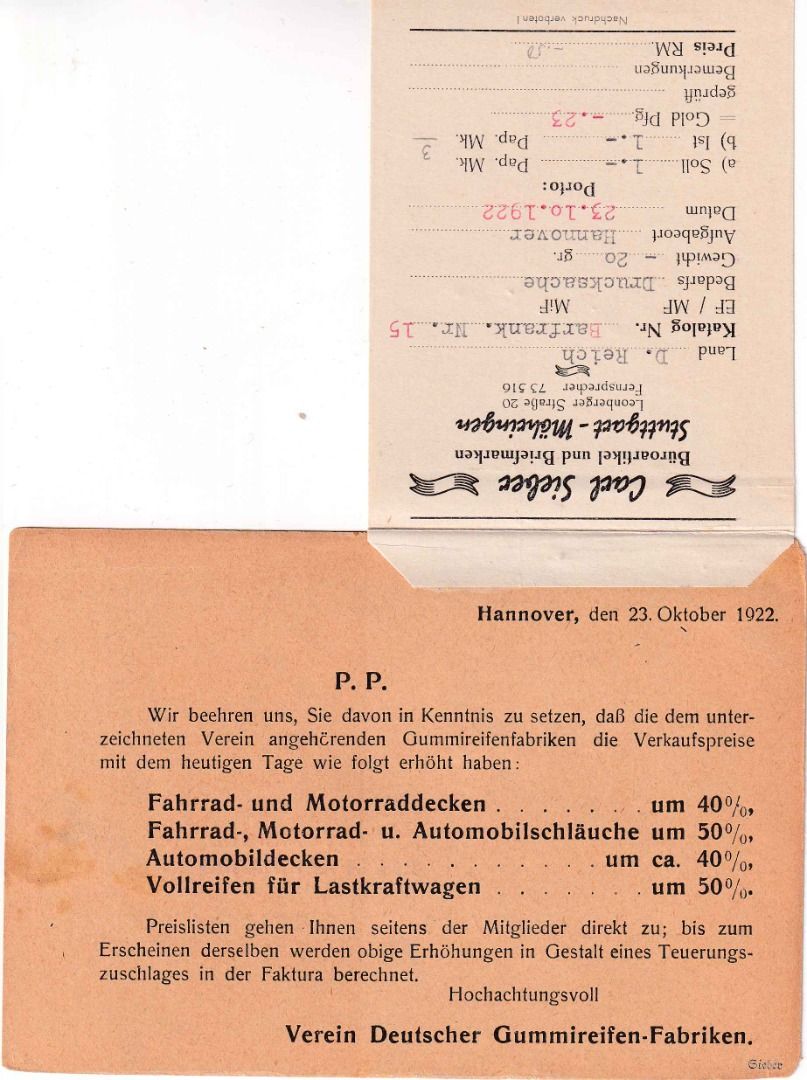 Carl Sieber
Büroartikel und Briefmarken
Stuttgart - Möhringen
Leonberger Straße 20
Fernsprecher 73 516
Land D. Reich
Katalog Nr. Barfrank. Nr. 15
EF / MF MiF
Bedarfs Drucksache
Gewicht - 20 gr.
Aufgabeort Hannover
Datum 23.10.1922
Porto:
a) Soll 1.- Pap. Mk.
b) Ist 1.- Pap. Mk. 3
= Gold Pfg. -.23
geprüft
Bemerkungen
Preis RM
Nachdruck verboten!
Hannover, den 23. Oktober 1922.
P. P.
Wir beehren uns, Sie davon in Kenntnis zu setzen, daß die dem unter-
zeichneten Verein angehörenden Gummireifenfabriken die Verkaufspreise
mit dem heutigen Tage wie folgt erhöht haben:
Fahrrad- und Motorraddecken . . . . . . . um 40%,
Fahrrad-, Motorrad- u. Automobilschläuche um 50%,
Automobildecken . . . . . . . . . . . um ca. 40%,
Vollreifen für Lastkraftwagen . . . . . . . um 50%.
Preislisten gehen Ihnen seitens der Mitglieder direkt zu; bis zum
Erscheinen derselben werden obige Erhöhungen in Gestalt eines Teuerungs-
zuschlages in der Faktura berechnet.
Hochachtungsvoll
Verein Deutscher Gummireifen-Fabriken.
Sieber